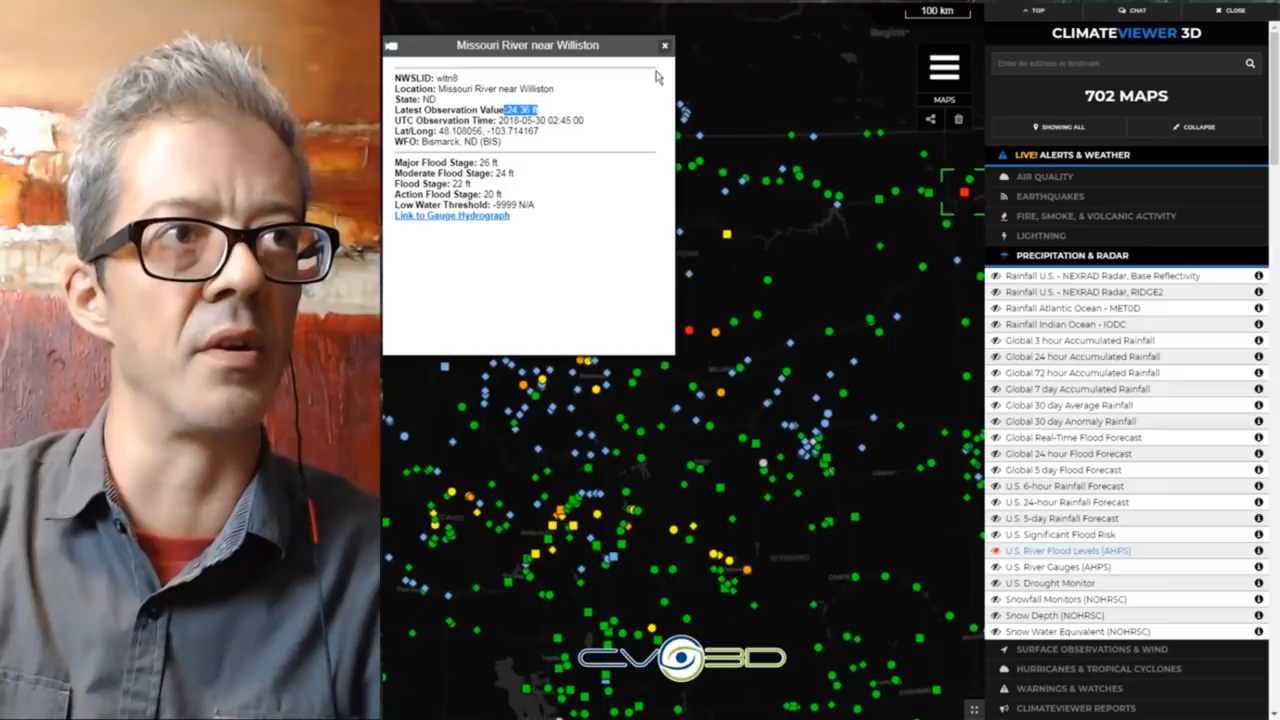 100 km
TOP
CHAT
CLOSE
CLIMATEVIEWER 3D
Enter an address or landmark...
702 MAPS
SHOWING ALL
COLLAPSE
MAPS
Missouri River near Williston
NWSLID: wltn8
Location: Missouri River near Williston
State: ND
Latest Observation Value: 24.36 ft
UTC Observation Time: 2018-05-30 02:45:00
Lat/Long: 48.108056, -103.714167
WFO: Bismarck, ND (BIS)
Major Flood Stage: 26 ft
Moderate Flood Stage: 24 ft
Flood Stage: 22 ft
Action Flood Stage: 20 ft
Low Water Threshold: -9999 N/A
Link to Gauge Hydrograph
LIVE! ALERTS & WEATHER
AIR QUALITY
EARTHQUAKES
FIRE, SMOKE, & VOLCANIC ACTIVITY
LIGHTNING
PRECIPITATION & RADAR
Rainfall U.S. - NEXRAD Radar, Base Reflectivity
Rainfall U.S. - NEXRAD Radar, RIDGE2
Rainfall Atlantic Ocean - MET0D
Rainfall Indian Ocean - IODC
Global 3 hour Accumulated Rainfall
Global 24 hour Accumulated Rainfall
Global 72 hour Accumulated Rainfall
Global 7 day Accumulated Rainfall
Global 30 day Average Rainfall
Global 30 day Anomaly Rainfall
Global Real-Time Flood Forecast
Global 24 hour Flood Forecast
Global 5 day Flood Forecast
U.S. 6-hour Rainfall Forecast
U.S. 24-hour Rainfall Forecast
U.S. 5-day Rainfall Forecast
U.S. Significant Flood Risk
U.S. River Flood Levels (AHPS)
U.S. River Gauges (AHPS)
U.S. Drought Monitor
Snowfall Monitors (NOHRSC)
Snow Depth (NOHRSC)
Snow Water Equivalent (NOHRSC)
SURFACE OBSERVATIONS & WIND
HURRICANES & TROPICAL CYCLONES
WARNINGS & WATCHES
CLIMATEVIEWER REPORTS
CV3D